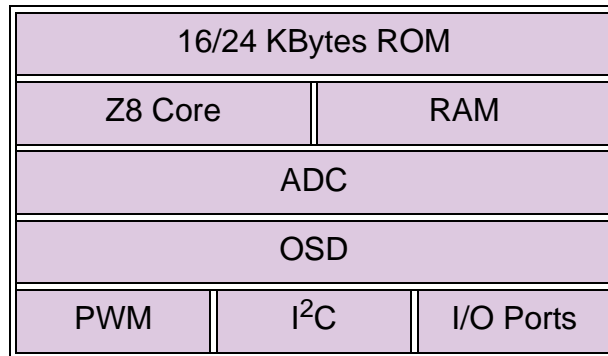 16/24 KBytes ROM
Z8 Core RAM
ADC
OSD
PWM I²C I/O Ports